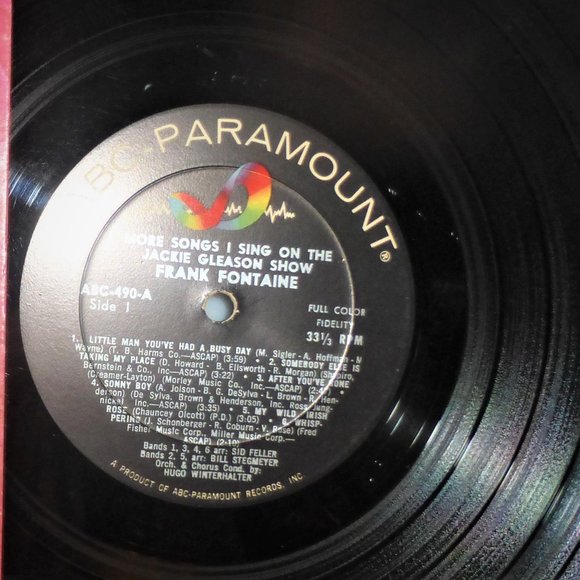 ABC-PARAMOUNT®
MORE SONGS I SING ON THE
JACKIE GLEASON SHOW
FRANK FONTAINE
ABC-490-A
Side 1
FULL COLOR
FIDELITY
33⅓ RPM
1. LITTLE MAN YOU'VE HAD A BUSY DAY (M. Sigler-A. Hoffman-
Wayne) (T. B. Harms Co.—ASCAP) (3:59) 2. SOMEBODY ELSE IS
TAKING MY PLACE (D. Howard - B. Ellsworth - R. Morgan) (Shapiro,
Bernstein & Co., Inc—ASCAP) (3:22) 3. AFTER YOU'VE GONE
(Creamer-Layton) (Morley Music Co., Inc.—ASCAP)
4. SONNY BOY (A. Jolson - B. G. DeSylva - L. Brown - R. Hen-
derson) (De Sylva, Brown & Henderson, Inc. Ross Jung-
nickel, Inc.—ASCAP) (3:35) 5. MY WILD IRISH
ROSE (Chauncey Olcott) (P.D.) (3:05) 6. WHISP-
PERING (J. Schonberger - R. Coburn - V. Rose) (Fred
Fisher Music Corp., Miller Music Corp.—
ASCAP) (2:10)
Bands 1, 3, 4, 6 arr: SID FELLER
Bands 2, 5, arr: BILL STEGMEYER
Orch. & Chorus Cond. by:
HUGO WINTERHALTER
A PRODUCT OF ABC-PARAMOUNT RECORDS, INC.